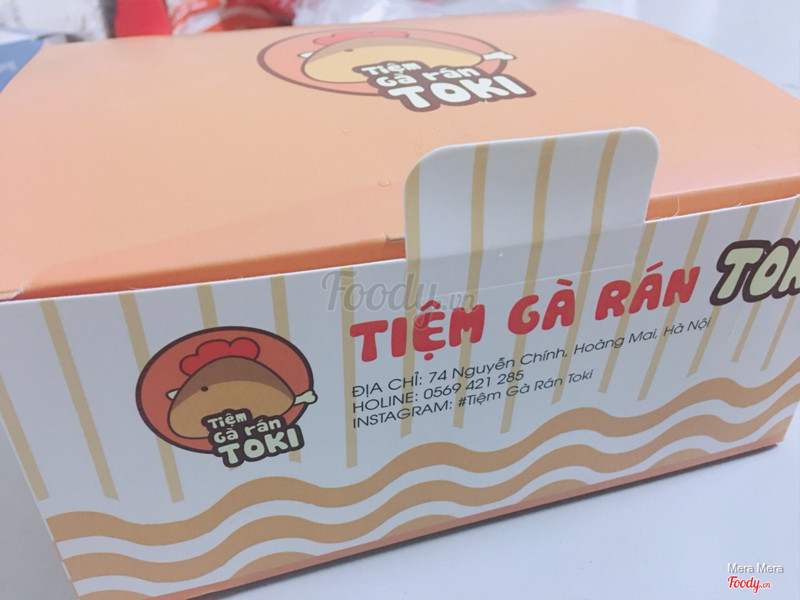 Tiệm
Gà rán
TOKI
Foody.vn
TIỆM GÀ RÁN TOKI
ĐỊA CHỈ: 74 Nguyễn Chính, Hoàng Mai, Hà Nội
HOLINE: 0569 421 285
INSTAGRAM: #Tiệm Gà Rán Toki
Tiệm
Gà rán
TOKI
Mera Mera
Foody.vn